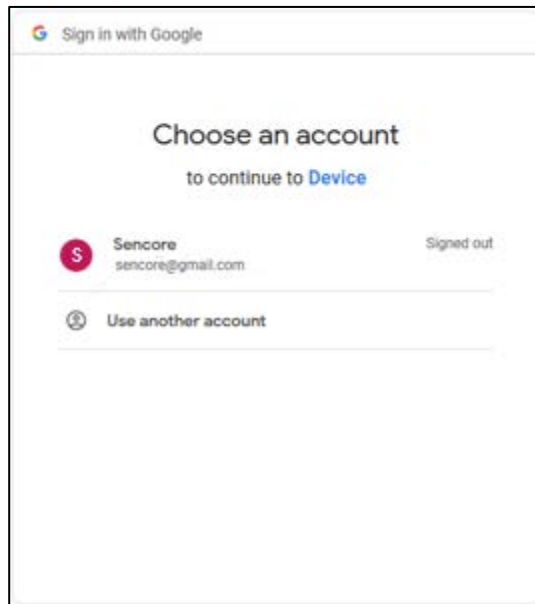 Sign in with Google
Choose an account
to continue to Device
S
Sencore
Signed out
sencore@gmail.com
Use another account